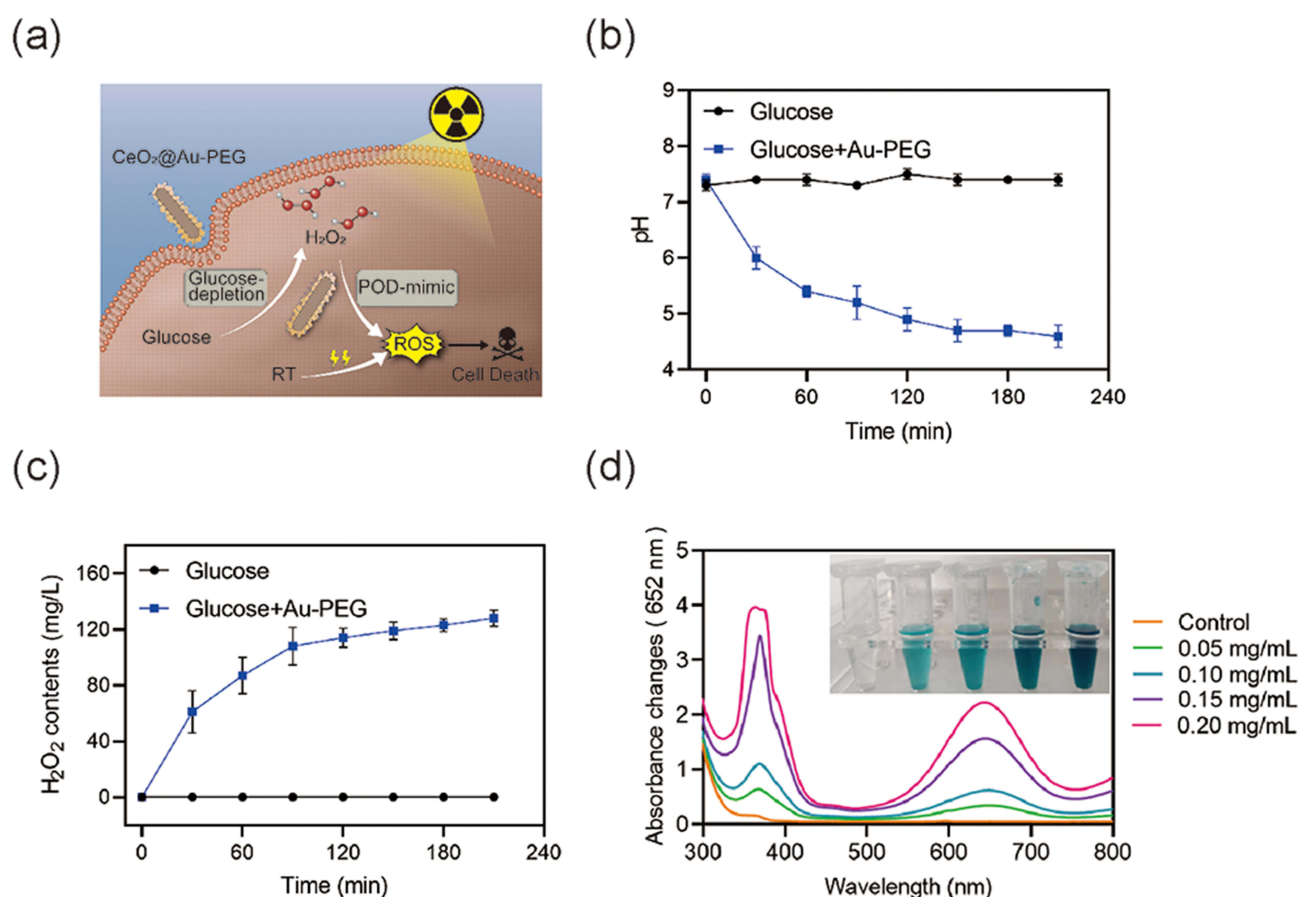 (a)
CeO₂@Au-PEG
H₂O₂
Glucose-
depletion
POD-mimic
Glucose
ROS
RT
Cell Death
(b)
9
8
7
6
5
4
pH
Glucose
Glucose+Au-PEG
0 60 120 180 240
Time (min)
(c)
160
120
80
40
0
H₂O₂ contents (mg/L)
Glucose
Glucose+Au-PEG
0 60 120 180 240
Time (min)
(d)
5
4
3
2
1
0
Absorbance changes ( 652 nm )
Control
0.05 mg/mL
0.10 mg/mL
0.15 mg/mL
0.20 mg/mL
300 400 500 600 700 800
Wavelength (nm)